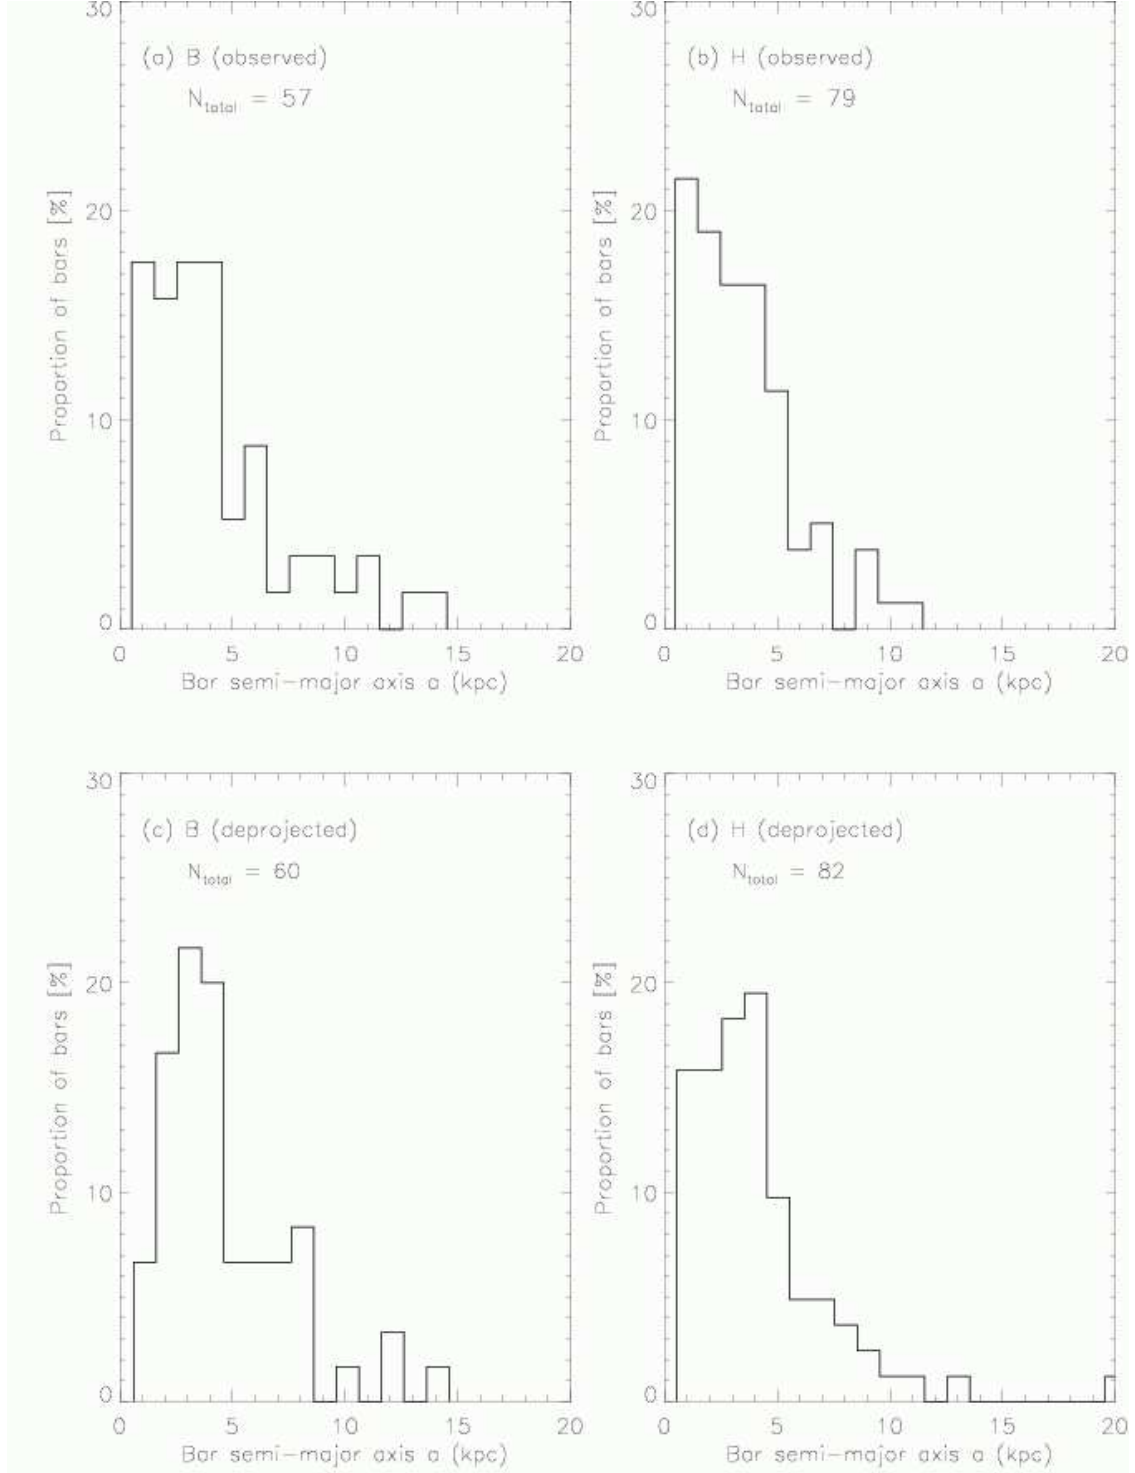 30
(a) B (observed)
N_total = 57
20
10
0
Proportion of bars [%]
0 5 10 15 20
Bar semi-major axis a (kpc)
30
(b) H (observed)
N_total = 79
20
10
0
Proportion of bars [%]
0 5 10 15 20
Bar semi-major axis a (kpc)
30
(c) B (deprojected)
N_total = 60
20
10
0
Proportion of bars [%]
0 5 10 15 20
Bar semi-major axis a (kpc)
30
(d) H (deprojected)
N_total = 82
20
10
0
Proportion of bars [%]
0 5 10 15 20
Bar semi-major axis a (kpc)